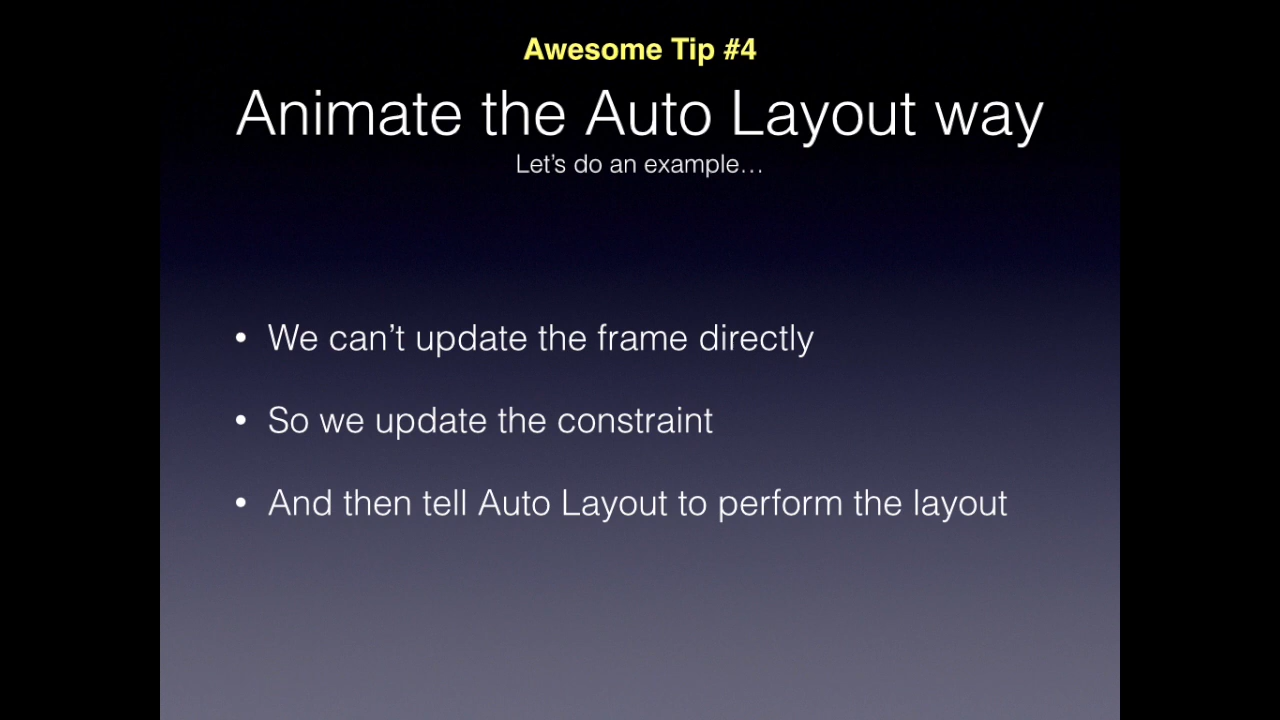 Awesome Tip #4
Animate the Auto Layout way
Let's do an example…
• We can't update the frame directly
• So we update the constraint
• And then tell Auto Layout to perform the layout